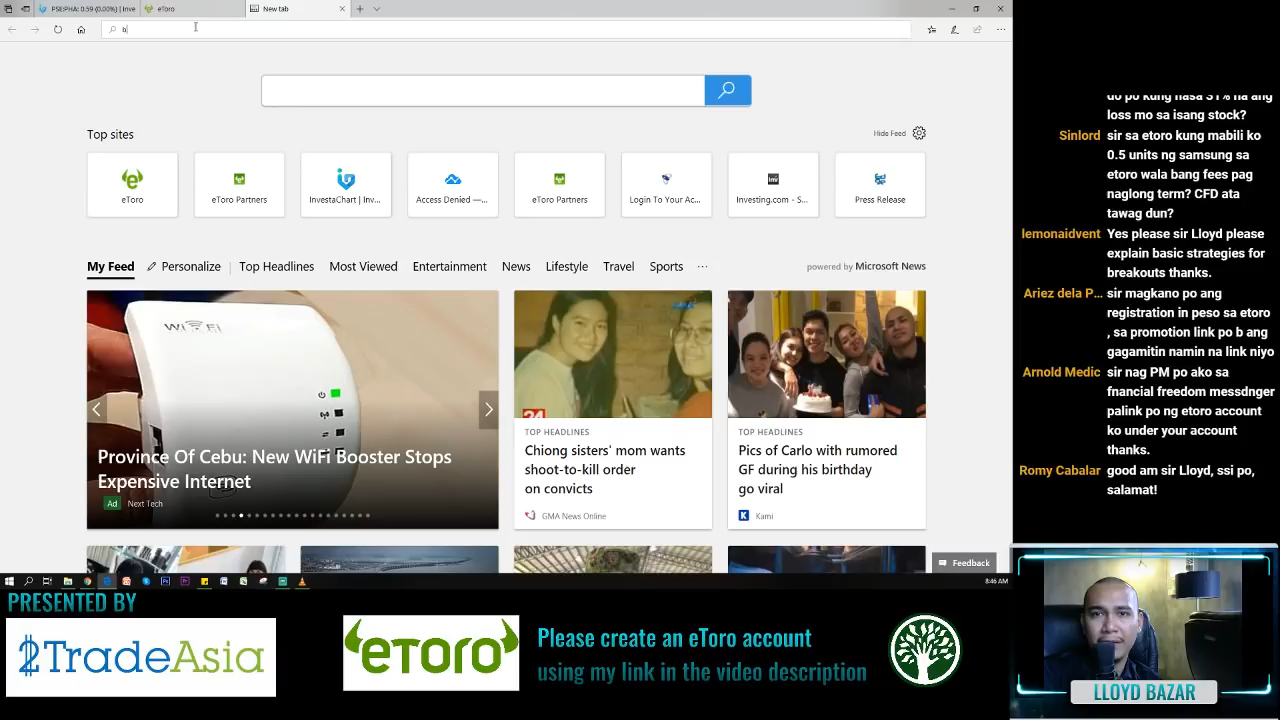 PSE:PHA: 0.59 (0.00%) | Inve
eToro
New tab
b
Top sites
Hide Feed
eToro
eToro Partners
InvestaChart | Inv...
Access Denied —...
eToro Partners
Login To Your Ac...
Investing.com - S...
Press Release
My Feed
Personalize
Top Headlines
Most Viewed
Entertainment
News
Lifestyle
Travel
Sports
...
powered by Microsoft News
WIFI
Province Of Cebu: New WiFi Booster Stops
Expensive Internet
Ad Next Tech
24
TOP HEADLINES
Chiong sisters' mom wants
shoot-to-kill order
on convicts
GMA News Online
TOP HEADLINES
Pics of Carlo with rumored
GF during his birthday
go viral
K Kami
Feedback
8:46 AM
do po kung nasa 31% na ang
loss mo sa isang stock?
Sinlord sir sa etoro kung mabili ko
0.5 units ng samsung sa
etoro wala bang fees pag
naglong term? CFD ata
tawag dun?
lemonaidvent Yes please sir Lloyd please
explain basic strategies for
breakouts thanks.
Ariez dela P... sir magkano po ang
registration in peso sa etoro
, sa promotion link po b ang
gagamitin namin na link niyo
Arnold Medic sir nag PM po ako sa
fnancial freedom messdnger
palink po ng etoro account
ko under your account
thanks.
Romy Cabalar good am sir Lloyd, ssi po,
salamat!
PRESENTED BY
2TradeAsia
eToro
Please create an eToro account
using my link in the video description
LLOYD BAZAR